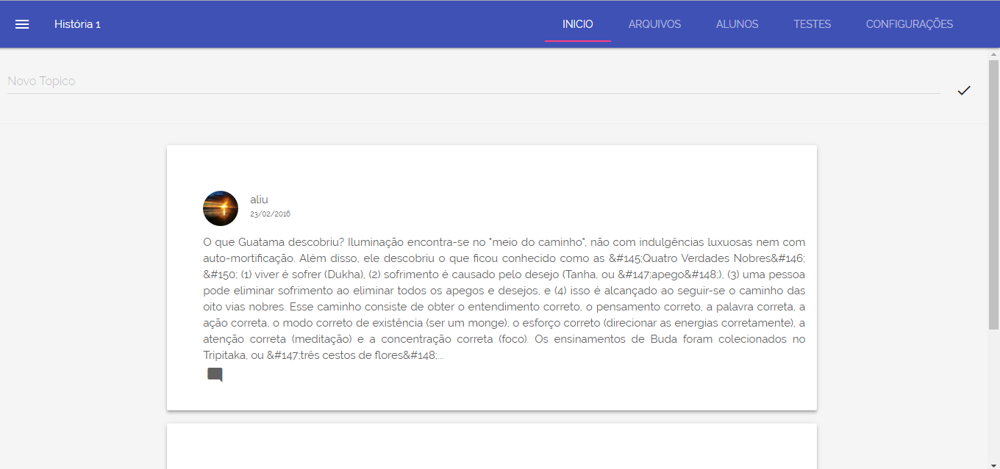 História 1
INICIO
ARQUIVOS
ALUNOS
TESTES
CONFIGURAÇÕES
Novo Topico
aliu
23/02/2016
O que Guatama descobriu? Iluminação encontra-se no "meio do caminho", não com indulgências luxuosas nem com
auto-mortificação. Além disso, ele descobriu o que ficou conhecido como as &#145;Quatro Verdades Nobres&#146;
&#150; (1) viver é sofrer (Dukha), (2) sofrimento é causado pelo desejo (Tanha, ou &#147;apego&#148;), (3) uma pessoa
pode eliminar sofrimento ao eliminar todos os apegos e desejos, e (4) isso é alcançado ao seguir-se o caminho das
oito vias nobres. Esse caminho consiste de obter o entendimento correto, o pensamento correto, a palavra correta, a
ação correta, o modo correto de existência (ser um monge), o esforço correto (direcionar as energias corretamente), a
atenção correta (meditação) e a concentração correta (foco). Os ensinamentos de Buda foram colecionados no
Tripitaka, ou &#147;três cestos de flores&#148;...